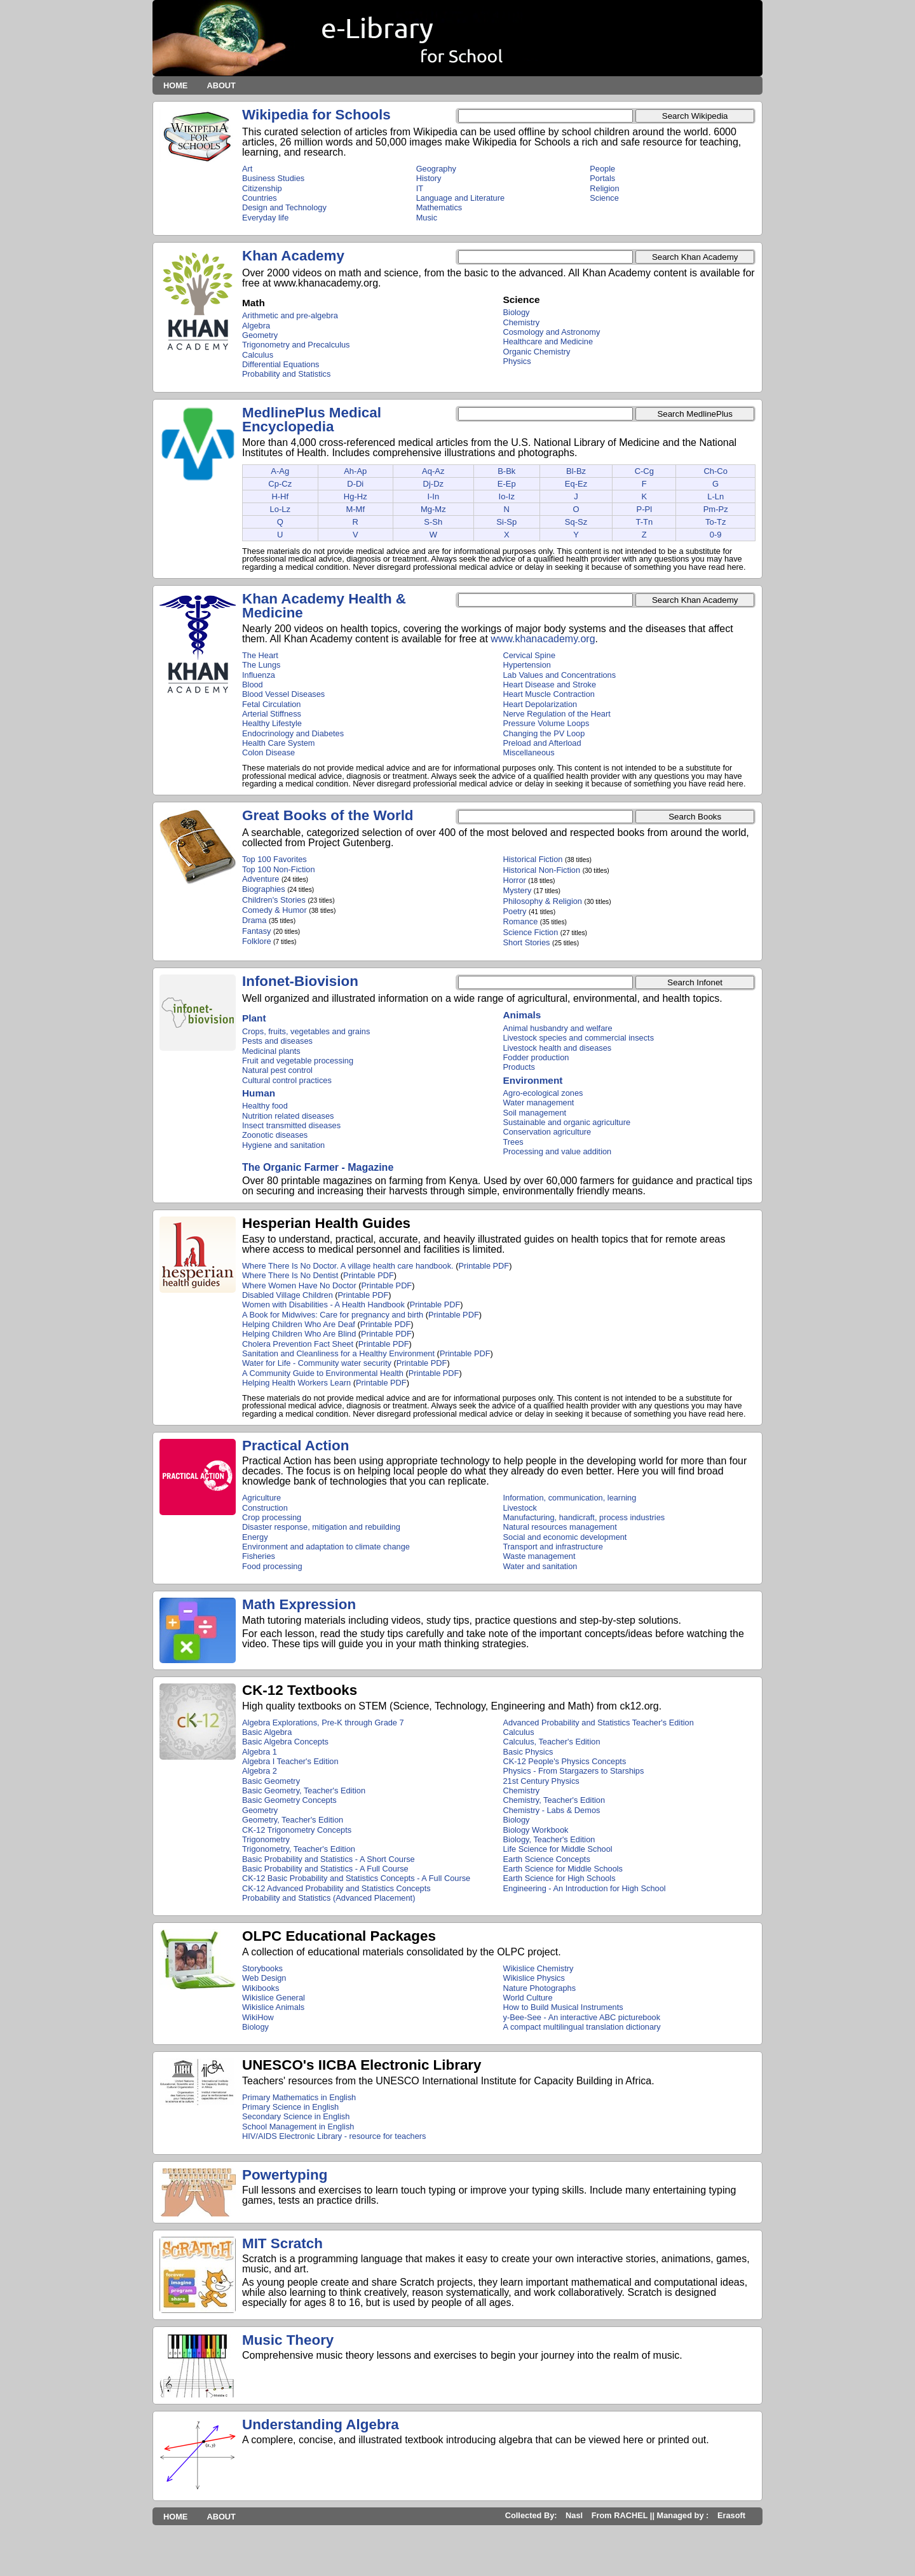 e-Library
for School
HOME ABOUT
WIKIPEDIA
FOR
SCHOOLS
Wikipedia for Schools
Search Wikipedia
This curated selection of articles from Wikipedia can be used offline by school children around the world. 6000
articles, 26 million words and 50,000 images make Wikipedia for Schools a rich and safe resource for teaching,
learning, and research.
Art
Business Studies
Citizenship
Countries
Design and Technology
Everyday life
Geography
History
IT
Language and Literature
Mathematics
Music
People
Portals
Religion
Science
KHAN
ACADEMY
Khan Academy
Search Khan Academy
Over 2000 videos on math and science, from the basic to the advanced. All Khan Academy content is available for
free at www.khanacademy.org.
Math
Arithmetic and pre-algebra
Algebra
Geometry
Trigonometry and Precalculus
Calculus
Differential Equations
Probability and Statistics
Science
Biology
Chemistry
Cosmology and Astronomy
Healthcare and Medicine
Organic Chemistry
Physics
MedlinePlus Medical
Encyclopedia
Search MedlinePlus
More than 4,000 cross-referenced medical articles from the U.S. National Library of Medicine and the National
Institutes of Health. Includes comprehensive illustrations and photographs.
A-Ag Ah-Ap Aq-Az B-Bk Bl-Bz C-Cg Ch-Co
Cp-Cz D-Di Dj-Dz E-Ep Eq-Ez F G
H-Hf Hg-Hz I-In Io-Iz J K L-Ln
Lo-Lz M-Mf Mg-Mz N O P-Pl Pm-Pz
Q R S-Sh Si-Sp Sq-Sz T-Tn To-Tz
U V W X Y Z 0-9
These materials do not provide medical advice and are for informational purposes only. This content is not intended to be a substitute for
professional medical advice, diagnosis or treatment. Always seek the advice of a qualified health provider with any questions you may have
regarding a medical condition. Never disregard professional medical advice or delay in seeking it because of something you have read here.
KHAN
ACADEMY
Khan Academy Health &
Medicine
Search Khan Academy
Nearly 200 videos on health topics, covering the workings of major body systems and the diseases that affect
them. All Khan Academy content is available for free at www.khanacademy.org.
The Heart
The Lungs
Influenza
Blood
Blood Vessel Diseases
Fetal Circulation
Arterial Stiffness
Healthy Lifestyle
Endocrinology and Diabetes
Health Care System
Colon Disease
Cervical Spine
Hypertension
Lab Values and Concentrations
Heart Disease and Stroke
Heart Muscle Contraction
Heart Depolarization
Nerve Regulation of the Heart
Pressure Volume Loops
Changing the PV Loop
Preload and Afterload
Miscellaneous
These materials do not provide medical advice and are for informational purposes only. This content is not intended to be a substitute for
professional medical advice, diagnosis or treatment. Always seek the advice of a qualified health provider with any questions you may have
regarding a medical condition. Never disregard professional medical advice or delay in seeking it because of something you have read here.
Great Books of the World
Search Books
A searchable, categorized selection of over 400 of the most beloved and respected books from around the world,
collected from Project Gutenberg.
Top 100 Favorites
Top 100 Non-Fiction
Adventure (24 titles)
Biographies (24 titles)
Children's Stories (23 titles)
Comedy & Humor (38 titles)
Drama (35 titles)
Fantasy (20 titles)
Folklore (7 titles)
Historical Fiction (38 titles)
Historical Non-Fiction (30 titles)
Horror (18 titles)
Mystery (17 titles)
Philosophy & Religion (30 titles)
Poetry (41 titles)
Romance (35 titles)
Science Fiction (27 titles)
Short Stories (25 titles)
infonet-
biovision
Infonet-Biovision
Search Infonet
Well organized and illustrated information on a wide range of agricultural, environmental, and health topics.
Plant
Crops, fruits, vegetables and grains
Pests and diseases
Medicinal plants
Fruit and vegetable processing
Natural pest control
Cultural control practices
Human
Healthy food
Nutrition related diseases
Insect transmitted diseases
Zoonotic diseases
Hygiene and sanitation
Animals
Animal husbandry and welfare
Livestock species and commercial insects
Livestock health and diseases
Fodder production
Products
Environment
Agro-ecological zones
Water management
Soil management
Sustainable and organic agriculture
Conservation agriculture
Trees
Processing and value addition
The Organic Farmer - Magazine
Over 80 printable magazines on farming from Kenya. Used by over 60,000 farmers for guidance and practical tips
on securing and increasing their harvests through simple, environmentally friendly means.
hesperian
health guides
Hesperian Health Guides
Easy to understand, practical, accurate, and heavily illustrated guides on health topics that for remote areas
where access to medical personnel and facilities is limited.
Where There Is No Doctor. A village health care handbook. (Printable PDF)
Where There Is No Dentist (Printable PDF)
Where Women Have No Doctor (Printable PDF)
Disabled Village Children (Printable PDF)
Women with Disabilities - A Health Handbook (Printable PDF)
A Book for Midwives: Care for pregnancy and birth (Printable PDF)
Helping Children Who Are Deaf (Printable PDF)
Helping Children Who Are Blind (Printable PDF)
Cholera Prevention Fact Sheet (Printable PDF)
Sanitation and Cleanliness for a Healthy Environment (Printable PDF)
Water for Life - Community water security (Printable PDF)
A Community Guide to Environmental Health (Printable PDF)
Helping Health Workers Learn (Printable PDF)
These materials do not provide medical advice and are for informational purposes only. This content is not intended to be a substitute for
professional medical advice, diagnosis or treatment. Always seek the advice of a qualified health provider with any questions you may have
regarding a medical condition. Never disregard professional medical advice or delay in seeking it because of something you have read here.
PRACTICAL ACTION
Practical Action
Practical Action has been using appropriate technology to help people in the developing world for more than four
decades. The focus is on helping local people do what they already do even better. Here you will find broad
knowledge bank of technologies that you can replicate.
Agriculture
Construction
Crop processing
Disaster response, mitigation and rebuilding
Energy
Environment and adaptation to climate change
Fisheries
Food processing
Information, communication, learning
Livestock
Manufacturing, handicraft, process industries
Natural resources management
Social and economic development
Transport and infrastructure
Waste management
Water and sanitation
Math Expression
Math tutoring materials including videos, study tips, practice questions and step-by-step solutions.
For each lesson, read the study tips carefully and take note of the important concepts/ideas before watching the
video. These tips will guide you in your math thinking strategies.
cK-12
CK-12 Textbooks
High quality textbooks on STEM (Science, Technology, Engineering and Math) from ck12.org.
Algebra Explorations, Pre-K through Grade 7
Basic Algebra
Basic Algebra Concepts
Algebra 1
Algebra I Teacher's Edition
Algebra 2
Basic Geometry
Basic Geometry, Teacher's Edition
Basic Geometry Concepts
Geometry
Geometry, Teacher's Edition
CK-12 Trigonometry Concepts
Trigonometry
Trigonometry, Teacher's Edition
Basic Probability and Statistics - A Short Course
Basic Probability and Statistics - A Full Course
CK-12 Basic Probability and Statistics Concepts - A Full Course
CK-12 Advanced Probability and Statistics Concepts
Probability and Statistics (Advanced Placement)
Advanced Probability and Statistics Teacher's Edition
Calculus
Calculus, Teacher's Edition
Basic Physics
CK-12 People's Physics Concepts
Physics - From Stargazers to Starships
21st Century Physics
Chemistry
Chemistry, Teacher's Edition
Chemistry - Labs & Demos
Biology
Biology Workbook
Biology, Teacher's Edition
Life Science for Middle School
Earth Science Concepts
Earth Science for Middle Schools
Earth Science for High Schools
Engineering - An Introduction for High School
OLPC Educational Packages
A collection of educational materials consolidated by the OLPC project.
Storybooks
Web Design
Wikibooks
Wikislice General
Wikislice Animals
WikiHow
Biology
Wikislice Chemistry
Wikislice Physics
Nature Photographs
World Culture
How to Build Musical Instruments
y-Bee-See - An interactive ABC picturebook
A compact multilingual translation dictionary
UNESCO's IICBA Electronic Library
Teachers' resources from the UNESCO International Institute for Capacity Building in Africa.
Primary Mathematics in English
Primary Science in English
Secondary Science in English
School Management in English
HIV/AIDS Electronic Library - resource for teachers
Powertyping
Full lessons and exercises to learn touch typing or improve your typing skills. Include many entertaining typing
games, tests an practice drills.
SCRATCH
forever
imagine
program
share
MIT Scratch
Scratch is a programming language that makes it easy to create your own interactive stories, animations, games,
music, and art.
As young people create and share Scratch projects, they learn important mathematical and computational ideas,
while also learning to think creatively, reason systematically, and work collaboratively. Scratch is designed
especially for ages 8 to 16, but is used by people of all ages.
Music Theory
Comprehensive music theory lessons and exercises to begin your journey into the realm of music.
(x, y)
Understanding Algebra
A complere, concise, and illustrated textbook introducing algebra that can be viewed here or printed out.
HOME ABOUT
Collected By: Nasl From RACHEL || Managed by : Erasoft